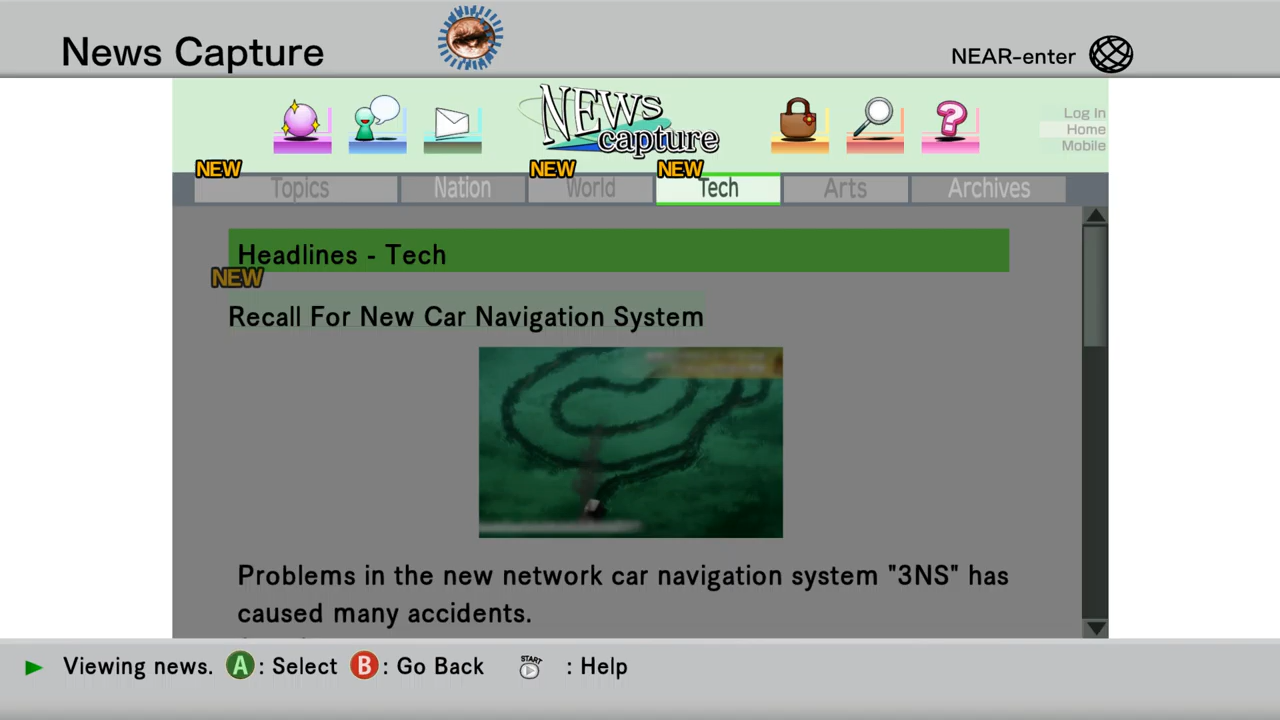 News Capture
NEAR-enter
NEWS
capture
Log In
Home
Mobile
NEW
NEW
NEW
Topics
Nation
World
Tech
Arts
Archives
Headlines - Tech
NEW
Recall For New Car Navigation System
Problems in the new network car navigation system "3NS" has
caused many accidents.
Viewing news. A : Select B : Go Back START : Help